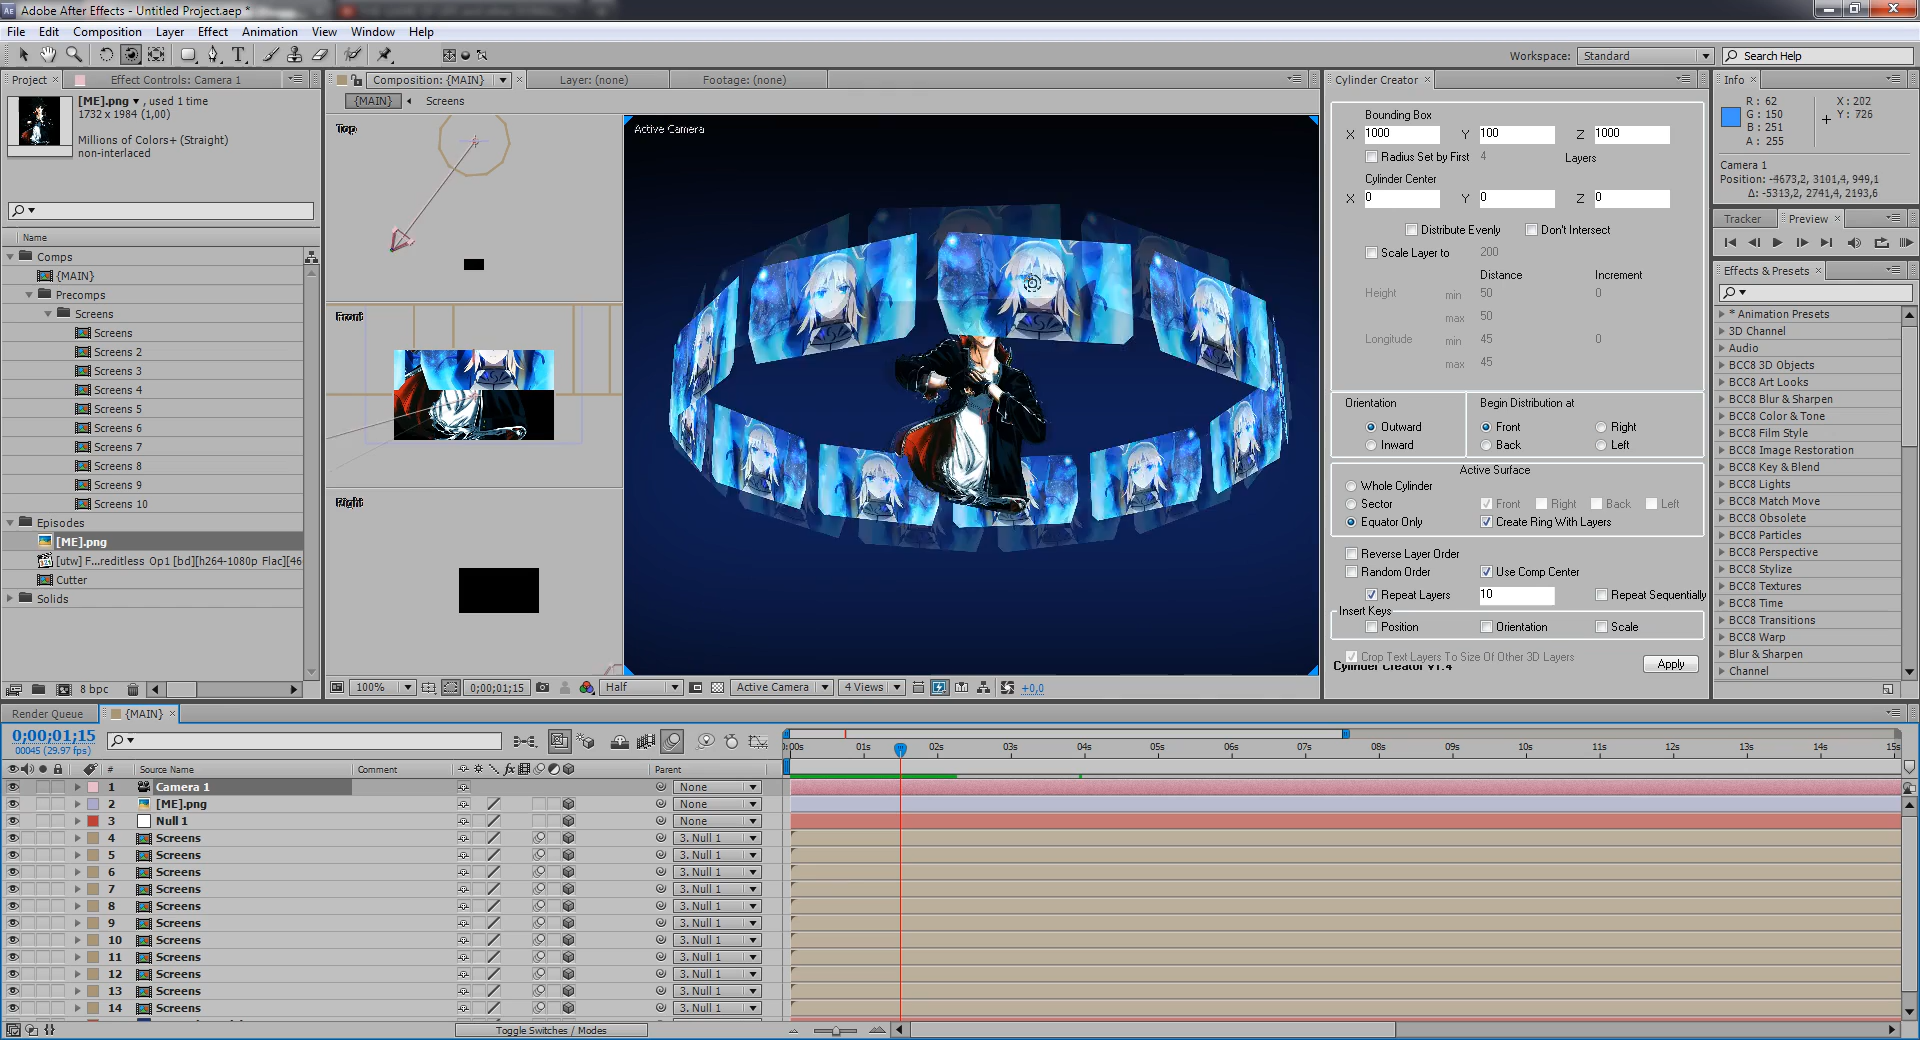 Adobe After Effects - Untitled Project.aep *
File Edit Composition Layer Effect Animation View Window Help
Workspace: Standard Search Help
Project Effect Controls: Camera 1
[ME].png , used 1 time
1732 x 1984 (1,00)
Millions of Colors+ (Straight)
non-interlaced
Name
Comps
{MAIN}
Precomps
Screens
Screens
Screens 2
Screens 3
Screens 4
Screens 5
Screens 6
Screens 7
Screens 8
Screens 9
Screens 10
Episodes
[ME].png
[utw] F...reditless Op1 [bd][h264-1080p Flac][46
Cutter
Solids
8 bpc
Composition: {MAIN} Layer: (none) Footage: (none)
{MAIN} Screens
Top
Front
Right
Active Camera
100% 0;00;01;15 Half Active Camera 4 Views +0,0
Cylinder Creator
Bounding Box
X 1000 Y 100 Z 1000
Radius Set by First 4 Layers
Cylinder Center
X 0 Y 0 Z 0
Distribute Evenly Don't Intersect
Scale Layer to 200
Distance Increment
Height min 50 0
max 50
Longitude min 45 0
max 45
Orientation Begin Distribution at
Outward Front Right
Inward Back Left
Active Surface
Whole Cylinder
Sector Front Right Back Left
Equator Only Create Ring With Layers
Reverse Layer Order
Random Order Use Comp Center
Repeat Layers 10 Repeat Sequentially
Insert Keys
Position Orientation Scale
Crop Text Layers To Size Of Other 3D Layers
Cylinder Creator v1.4 Apply
Info
R : 62 X : 202
G : 150 Y : 726
B : 251
A : 255
Camera 1
Position: -4673,2, 3101,4, 949,1
Δ: -5313,2, 2741,4, 2193,6
Tracker Preview
Effects & Presets
* Animation Presets
3D Channel
Audio
BCC8 3D Objects
BCC8 Art Looks
BCC8 Blur & Sharpen
BCC8 Color & Tone
BCC8 Film Style
BCC8 Image Restoration
BCC8 Key & Blend
BCC8 Lights
BCC8 Match Move
BCC8 Obsolete
BCC8 Particles
BCC8 Perspective
BCC8 Stylize
BCC8 Textures
BCC8 Time
BCC8 Transitions
BCC8 Warp
Blur & Sharpen
Channel
Render Queue {MAIN}
0;00;01;15
00045 (29.97 fps)
0:00s 01s 02s 03s 04s 05s 06s 07s 08s 09s 10s 11s 12s 13s 14s 15s
# Source Name Comment Parent
1 Camera 1 None
2 [ME].png None
3 Null 1 None
4 Screens 3. Null 1
5 Screens 3. Null 1
6 Screens 3. Null 1
7 Screens 3. Null 1
8 Screens 3. Null 1
9 Screens 3. Null 1
10 Screens 3. Null 1
11 Screens 3. Null 1
12 Screens 3. Null 1
13 Screens 3. Null 1
14 Screens 3. Null 1
Toggle Switches / Modes